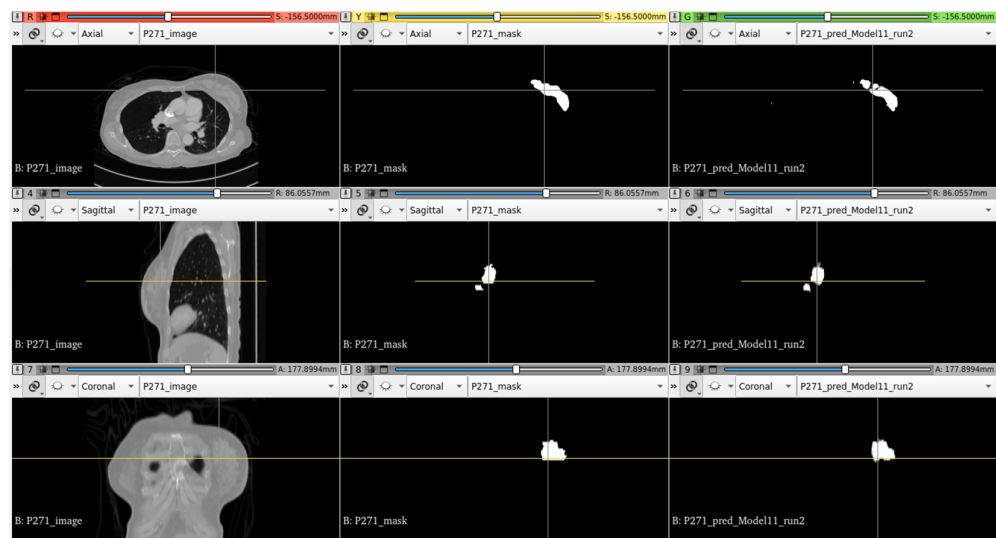 R S: -156.5000mm Y S: -156.5000mm G S: -156.5000mm
» Axial P271_image » Axial P271_mask » Axial P271_pred_Model11_run2
B: P271_image B: P271_mask B: P271_pred_Model11_run2
4 R: 86.0557mm 5 R: 86.0557mm 6 R: 86.0557mm
» Sagittal P271_image » Sagittal P271_mask » Sagittal P271_pred_Model11_run2
B: P271_image B: P271_mask B: P271_pred_Model11_run2
7 A: 177.8994mm 8 A: 177.8994mm 9 A: 177.8994mm
» Coronal P271_image » Coronal P271_mask » Coronal P271_pred_Model11_run2
B: P271_image B: P271_mask B: P271_pred_Model11_run2